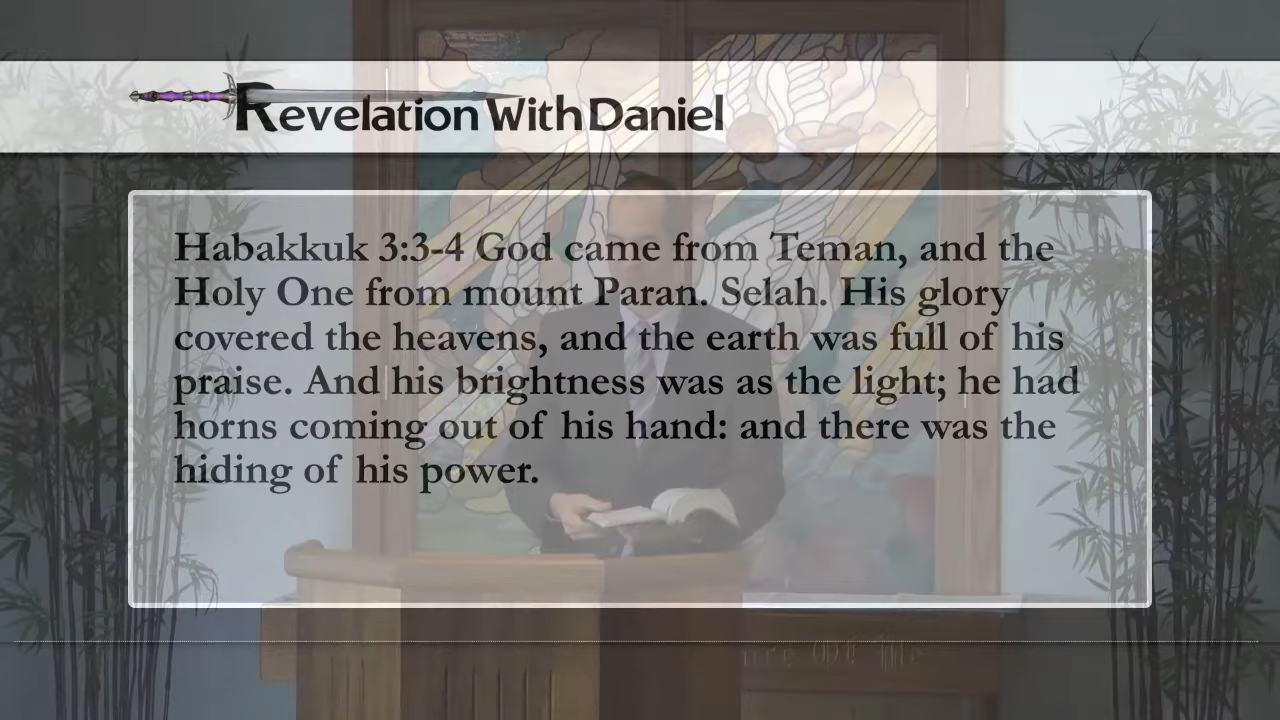 Revelation With Daniel
Habakkuk 3:3-4 God came from Teman, and the
Holy One from mount Paran. Selah. His glory
covered the heavens, and the earth was full of his
praise. And his brightness was as the light; he had
horns coming out of his hand: and there was the
hiding of his power.
Of Me